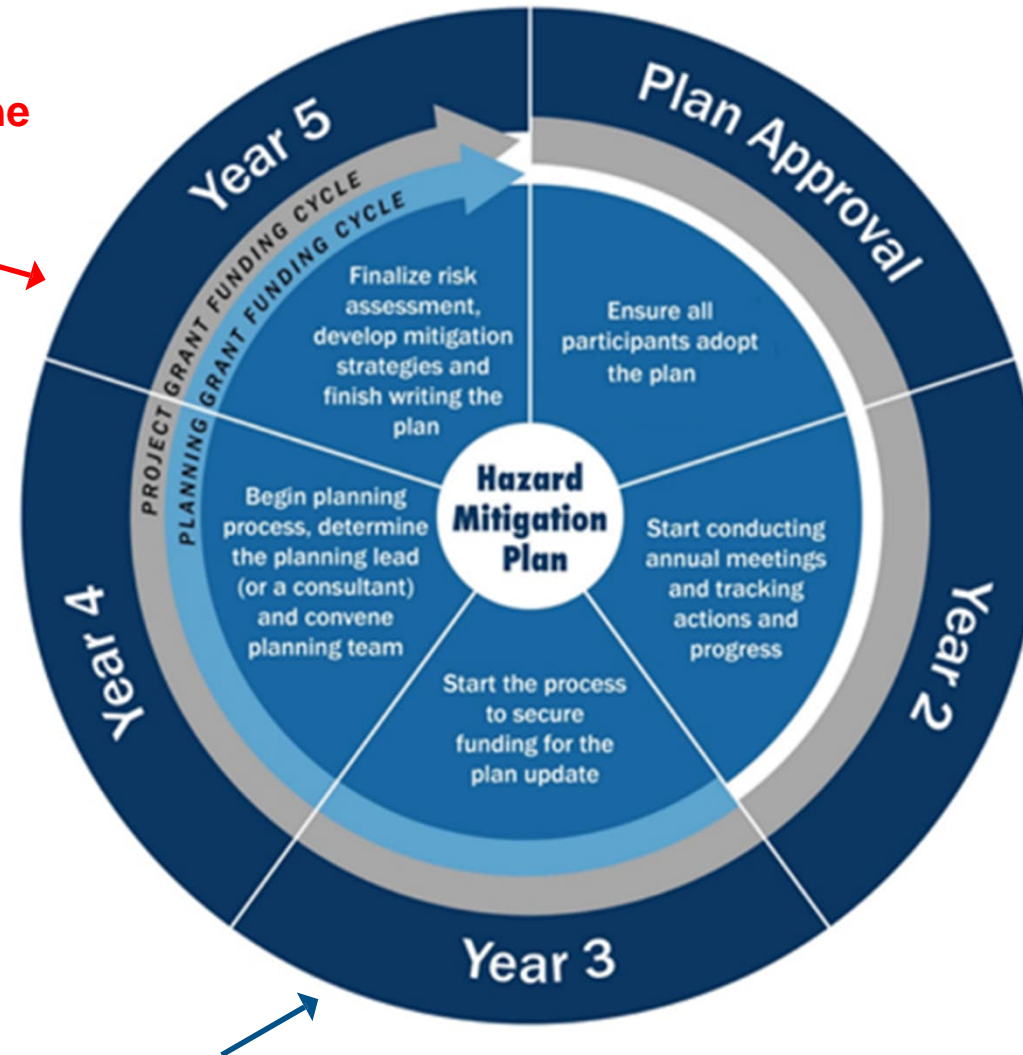 Plan Approval
Ensure all
participants adopt
the plan
Year 2
Start conducting
annual meetings
and tracking
actions and
progress
Year 3
Start the process
to secure
funding for the
plan update
Year 4
Begin planning
process, determine
the planning lead
(or a consultant)
and convene
planning team
Year 5
Finalize risk
assessment,
develop mitigation
strategies and
finish writing the
plan
PROJECT GRANT FUNDING CYCLE
PLANNING GRANT FUNDING CYCLE
Hazard
Mitigation
Plan